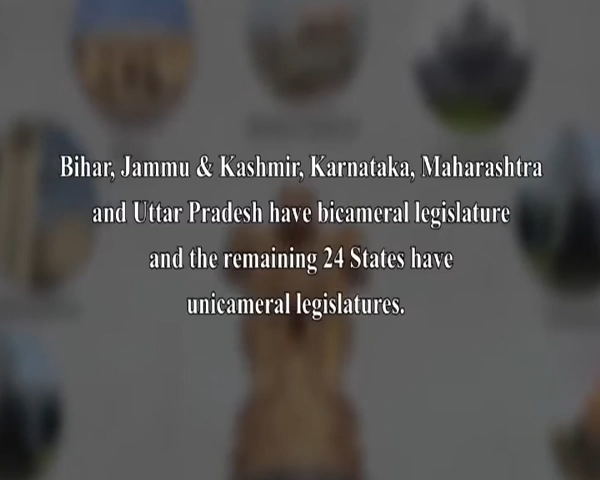 Bihar, Jammu & Kashmir, Karnataka, Maharashtra
and Uttar Pradesh have bicameral legislature
and the remaining 24 States have
unicameral legislatures.